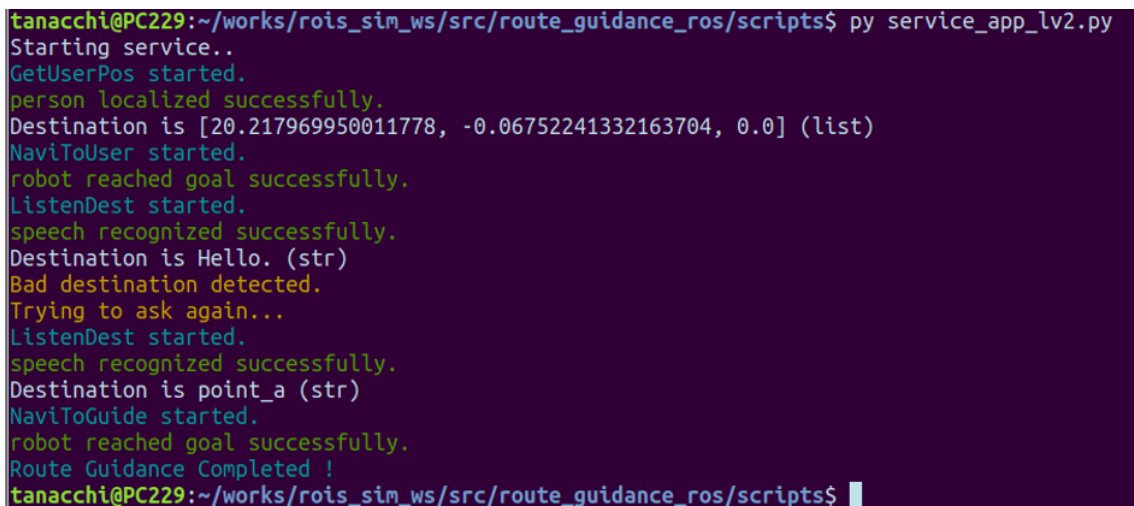 tanacchi@PC229:~/works/rois_sim_ws/src/route_guidance_ros/scripts$ py service_app_lv2.py
Starting service..
GetUserPos started.
person localized successfully.
Destination is [20.217969950011778, -0.06752241332163704, 0.0] (list)
NaviToUser started.
robot reached goal successfully.
ListenDest started.
speech recognized successfully.
Destination is Hello. (str)
Bad destination detected.
Trying to ask again...
ListenDest started.
speech recognized successfully.
Destination is point_a (str)
NaviToGuide started.
robot reached goal successfully.
Route Guidance Completed !
tanacchi@PC229:~/works/rois_sim_ws/src/route_guidance_ros/scripts$